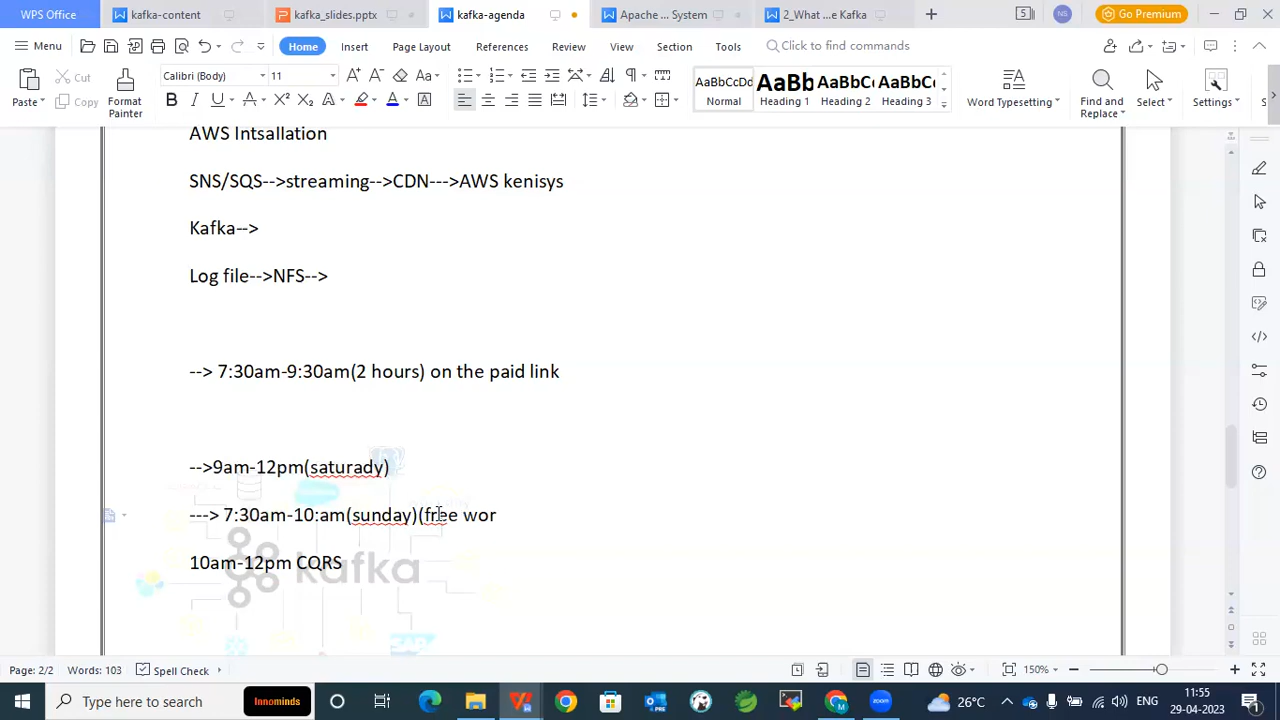 WPS Office
kafka-content
kafka_slides.pptx
kafka-agenda
Apache ... System
2_What ...e Kafka
NS
Go Premium
Menu
Home
Insert
Page Layout
References
Review
View
Section
Tools
Click to find commands
Paste
Cut
Copy
Format Painter
Calibri (Body)
11
AaBbCcDd
Normal
AaBb
Heading 1
AaBbC
Heading 2
AaBbC
Heading 3
Word Typesetting
Find and Replace
Select
Settings
AWS Intsallation
SNS/SQS-->streaming-->CDN--->AWS kenisys
Kafka-->
Log file-->NFS-->
--> 7:30am-9:30am(2 hours) on the paid link
-->9am-12pm(saturady)
---> 7:30am-10:am(sunday)(free wor
10am-12pm CQRS
kafka
SAP
Page: 2/2
Words: 103
Spell Check
150%
Type here to search
Innominds
26°C
ENG
11:55
29-04-2023